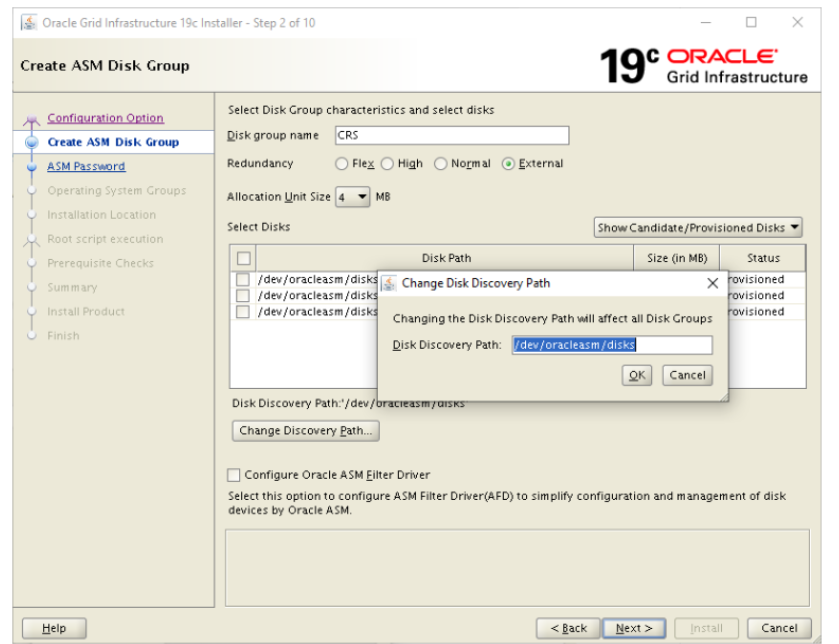 Oracle Grid Infrastructure 19c Installer - Step 2 of 10
Create ASM Disk Group
19c ORACLE
Grid Infrastructure
Configuration Option
Create ASM Disk Group
ASM Password
Operating System Groups
Installation Location
Root script execution
Prerequisite Checks
Summary
Install Product
Finish
Select Disk Group characteristics and select disks
Disk group name CRS
Redundancy Flex High Normal External
Allocation Unit Size 4 MB
Select Disks Show Candidate/Provisioned Disks
Disk Path Size (in MB) Status
/dev/oracleasm/disks rovisioned
/dev/oracleasm/disks rovisioned
/dev/oracleasm/disks rovisioned
Change Disk Discovery Path
Changing the Disk Discovery Path will affect all Disk Groups
Disk Discovery Path: /dev/oracleasm/disks
OK Cancel
Disk Discovery Path:'/dev/oracleasm/disks'
Change Discovery Path...
Configure Oracle ASM Filter Driver
Select this option to configure ASM Filter Driver(AFD) to simplify configuration and management of disk
devices by Oracle ASM.
Help < Back Next > Install Cancel